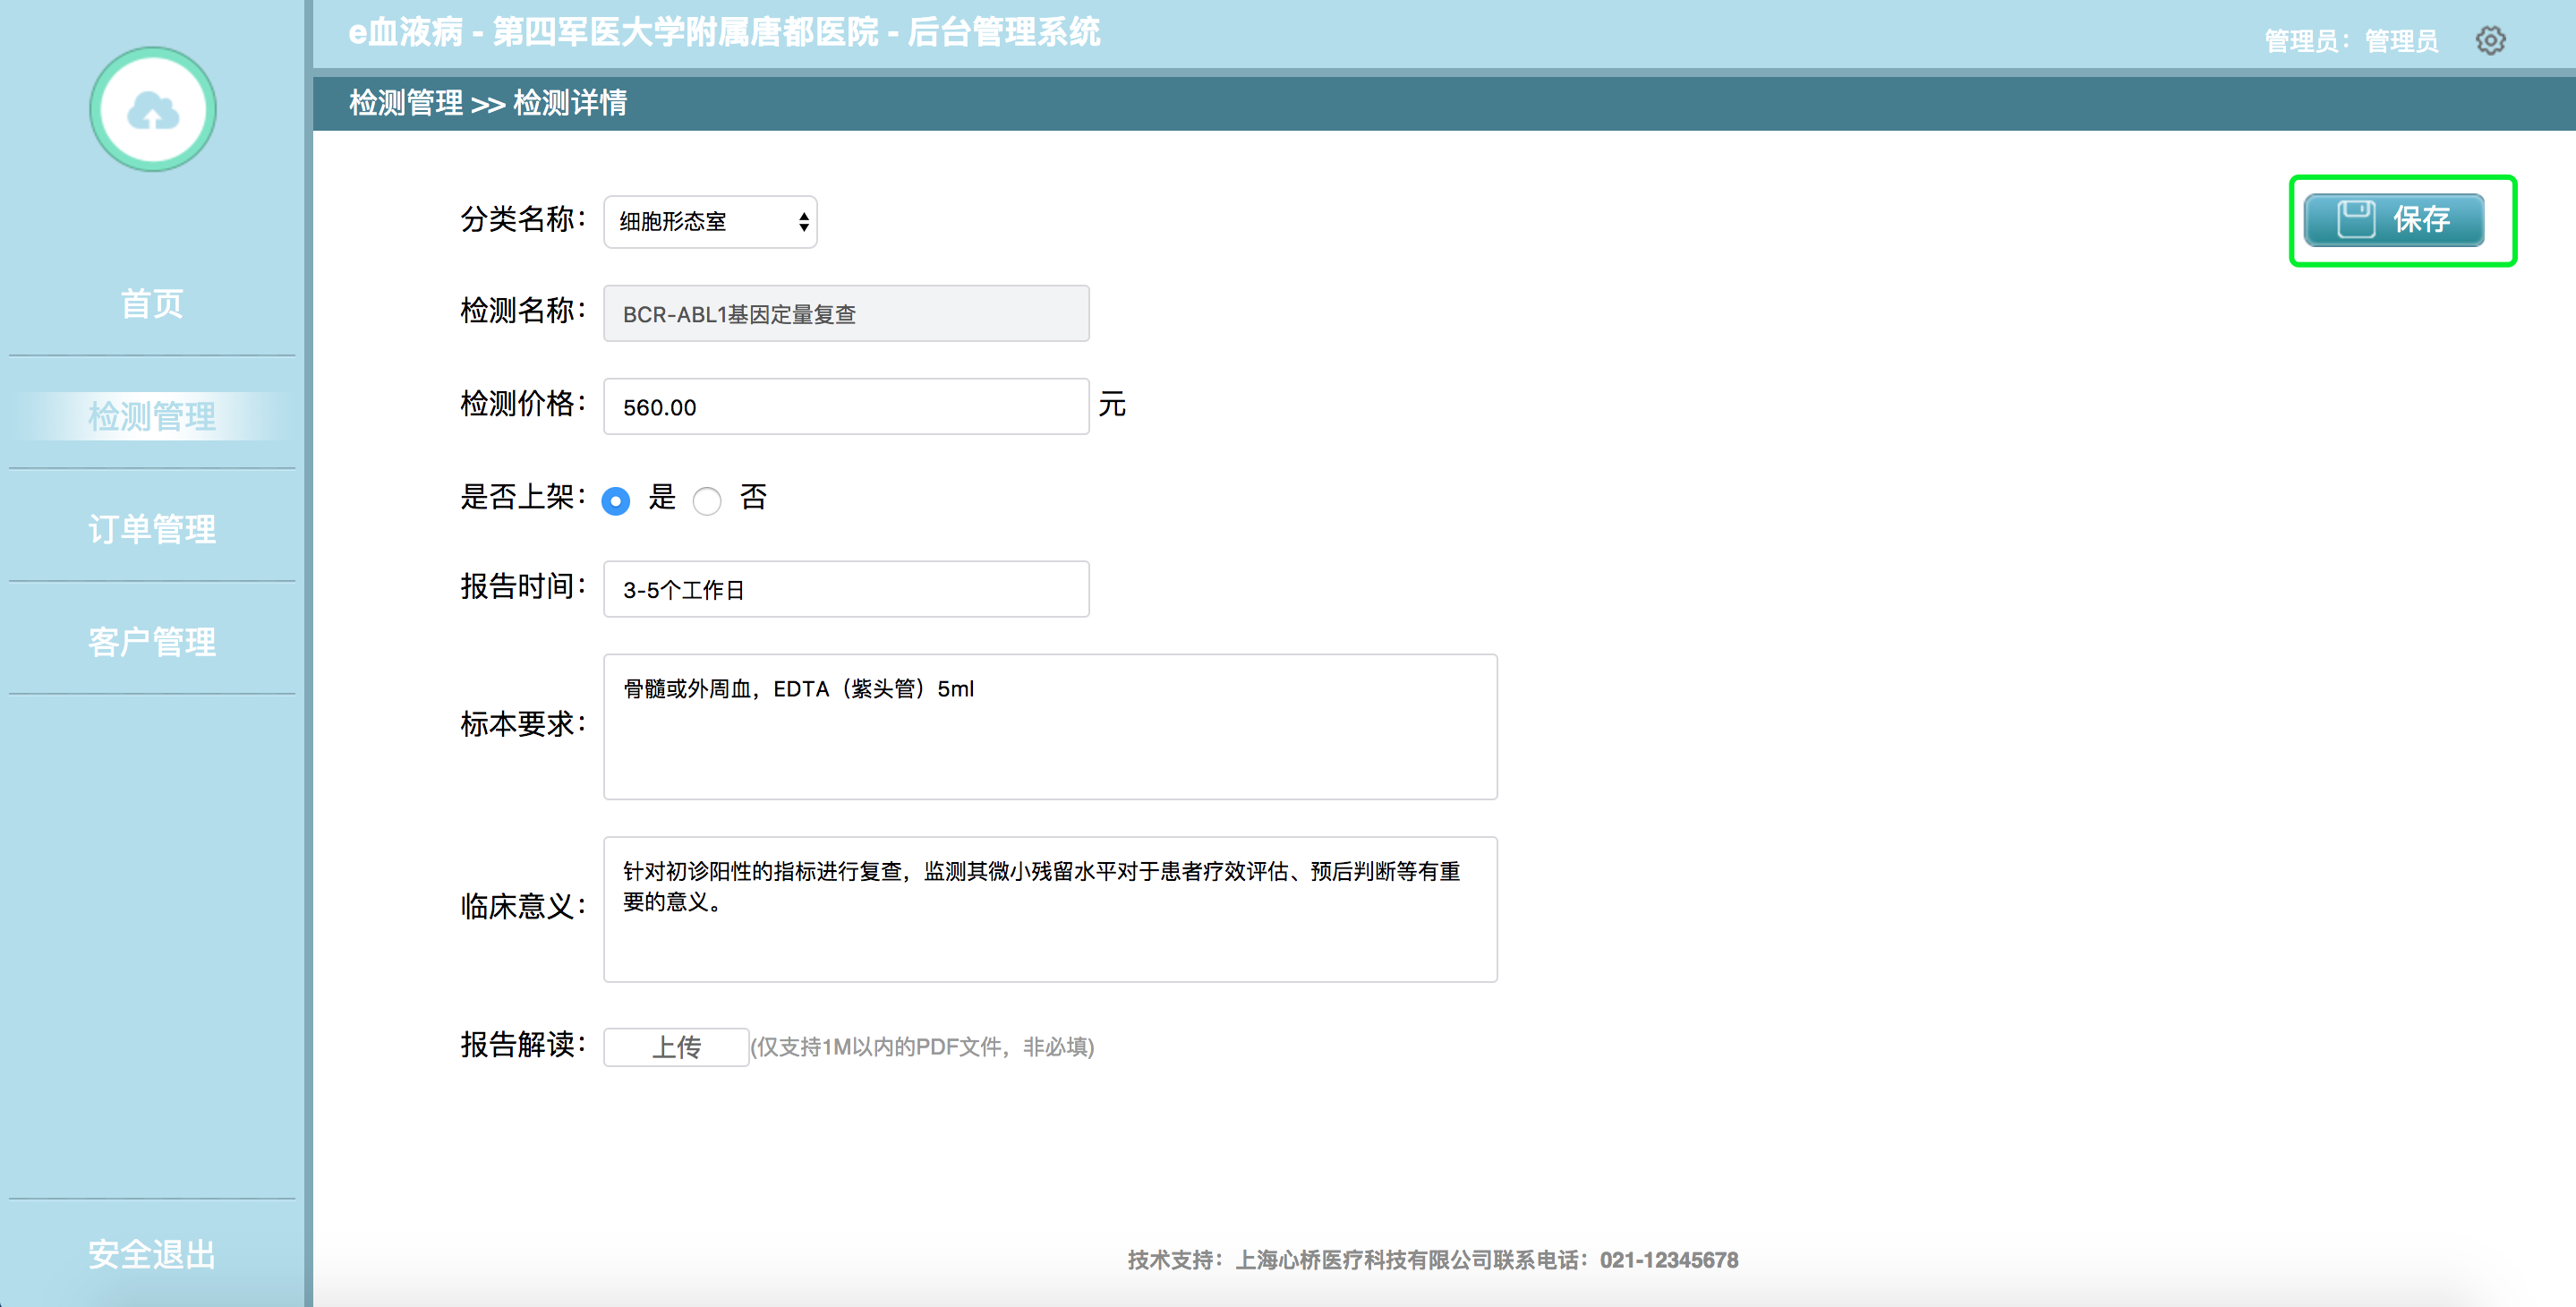 e血液病 - 第四军医大学附属唐都医院 - 后台管理系统
管理员：管理员
检测管理 >> 检测详情
首页
检测管理
订单管理
客户管理
安全退出
分类名称：细胞形态室
保存
检测名称：BCR-ABL1基因定量复查
检测价格：560.00 元
是否上架：是 否
报告时间：3-5个工作日
标本要求：骨髓或外周血，EDTA（紫头管）5ml
临床意义：针对初诊阳性的指标进行复查，监测其微小残留水平对于患者疗效评估、预后判断等有重
要的意义。
报告解读：上传(仅支持1M以内的PDF文件，非必填)
技术支持：上海心桥医疗科技有限公司联系电话：021-12345678